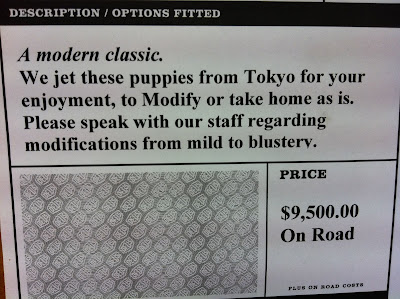 DESCRIPTION / OPTIONS FITTED
A modern classic.
We jet these puppies from Tokyo for your
enjoyment, to Modify or take home as is.
Please speak with our staff regarding
modifications from mild to blustery.
PRICE
$9,500.00
On Road
PLUS ON ROAD COSTS